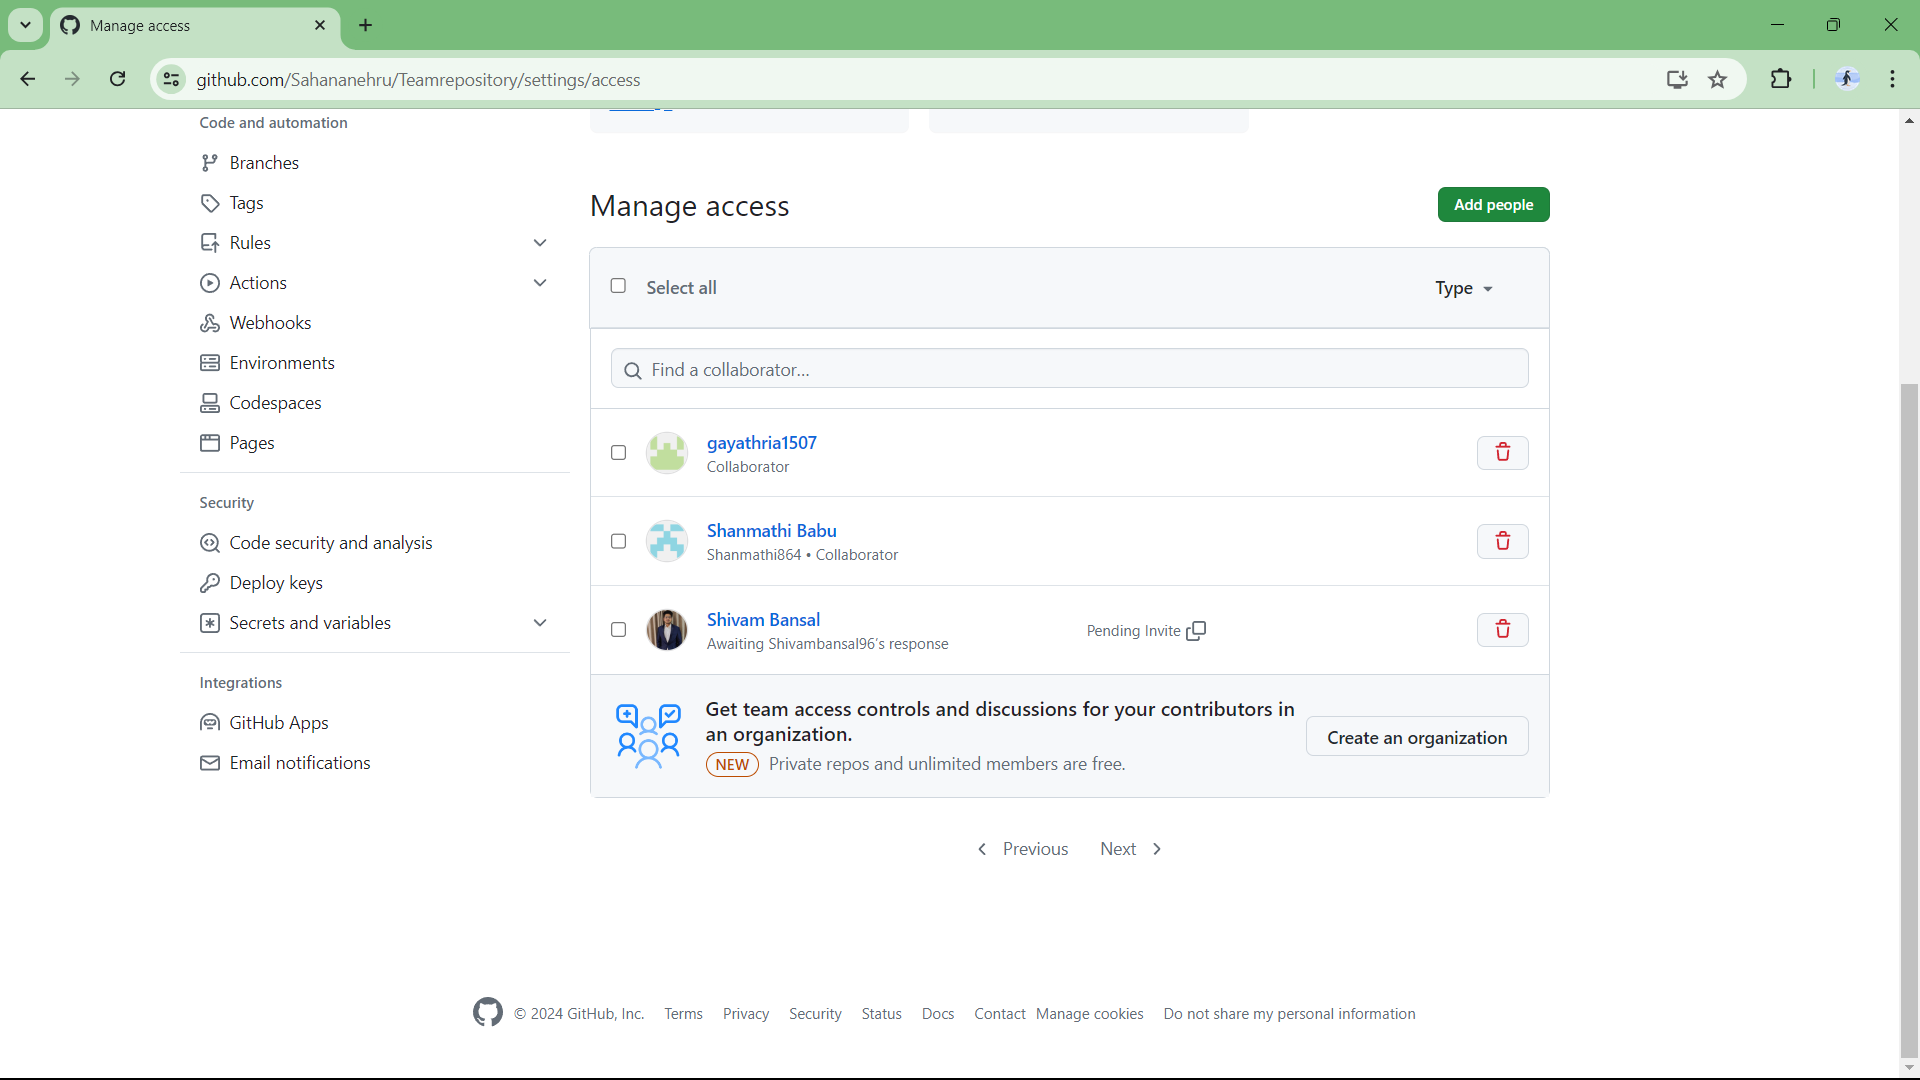 Manage access
github.com/Sahananehru/Teamrepository/settings/access
Code and automation
Branches
Tags
Rules
Actions
Webhooks
Environments
Codespaces
Pages
Security
Code security and analysis
Deploy keys
Secrets and variables
Integrations
GitHub Apps
Email notifications
Manage access
Add people
Select all
Type
Find a collaborator...
gayathria1507
Collaborator
Shanmathi Babu
Shanmathi864 • Collaborator
Shivam Bansal
Awaiting Shivambansal96's response
Pending Invite
Get team access controls and discussions for your contributors in
an organization.
NEW Private repos and unlimited members are free.
Create an organization
Previous Next
© 2024 GitHub, Inc. Terms Privacy Security Status Docs Contact Manage cookies Do not share my personal information